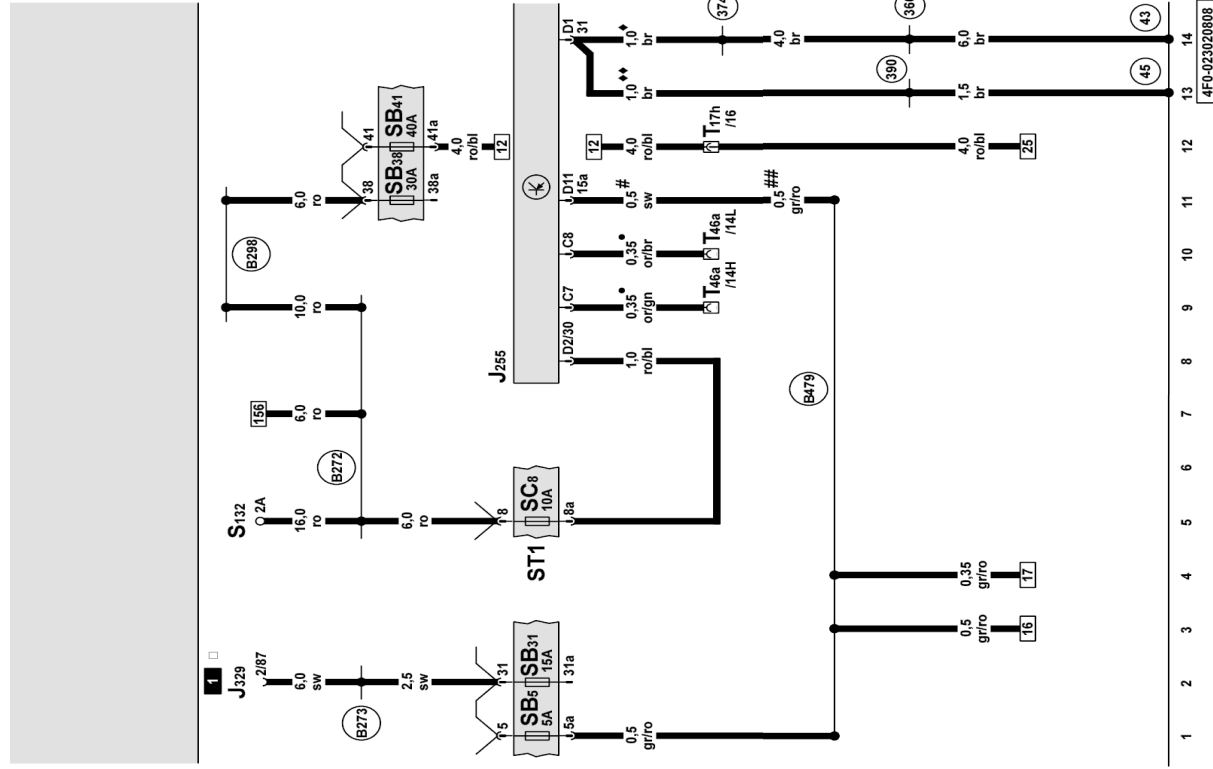 1
J329
2/87
6,0
sw
B273
2,5
sw
5
31
SB5
5A
SB31
15A
5a
31a
0,5
gr/ro
S132
2A
16,0
ro
B272
6,0
ro
8
SC8
10A
8a
ST1
156
6,0
ro
10,0
ro
B298
6,0
ro
38
41
SB38
30A
SB41
40A
38a
41a
4,0
ro/bl
12
J255
D2/30
1,0
ro/bl
C7
0,35
or/gn
T46a
/14H
C8
0,35
or/br
T46a
/14L
D11
15a
0,5
sw
#
0,5
gr/ro
##
B479
0,5
gr/ro
16
0,35
gr/ro
17
12
4,0
ro/bl
T17h
/16
4,0
ro/bl
25
D1
31
1,0
br
390
1,5
br
45
1,0
br
374
4,0
br
6,0
br
43
1 2 3 4 5 6 7 8 9 10 11 12 13 14
4F0-023020808